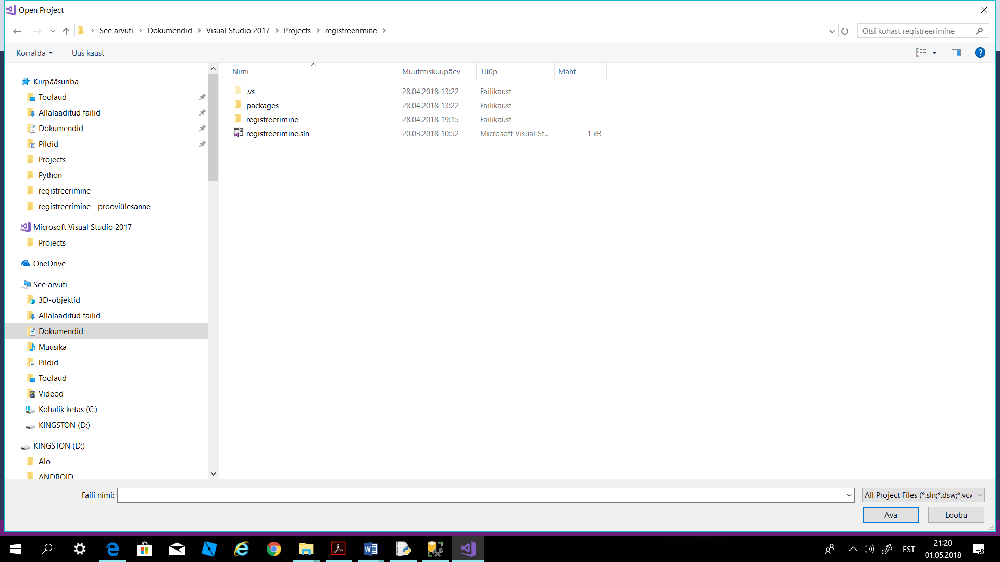 Open Project
See arvuti
Dokumendid
Visual Studio 2017
Projects
registreerimine
Otsi kohast registreerimine
Korralda
Uus kaust
Kiirpääsuriba
Töölaud
Allalaaditud failid
Dokumendid
Pildid
Projects
Python
registreerimine
registreerimine - prooviülesanne
Microsoft Visual Studio 2017
Projects
OneDrive
See arvuti
3D-objektid
Allalaaditud failid
Dokumendid
Muusika
Pildid
Töölaud
Videod
Kohalik ketas (C:)
KINGSTON (D:)
KINGSTON (D:)
Alo
ANDROID
Nimi Muutmiskuupäev Tüüp Maht
.vs 28.04.2018 13:22 Failikaust
packages 28.04.2018 13:22 Failikaust
registreerimine 28.04.2018 19:15 Failikaust
registreerimine.sln 20.03.2018 10:52 Microsoft Visual St... 1 kB
Faili nimi:
All Project Files (*.sln;*.dsw;*.vcw
Ava
Loobu
EST
21:20
01.05.2018